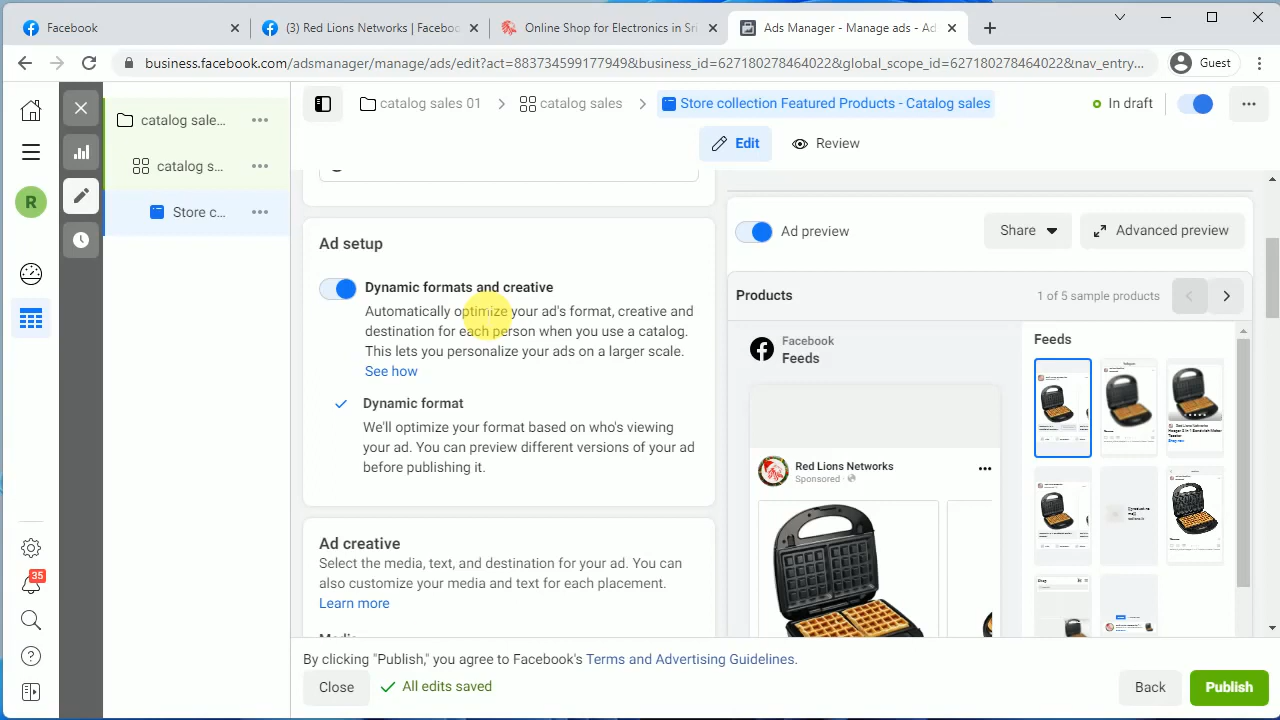 Facebook
(3) Red Lions Networks | Faceboc
Online Shop for Electronics in Sri
Ads Manager - Manage ads - Ad
business.facebook.com/adsmanager/manage/ads/edit?act=883734599177949&business_id=627180278464022&global_scope_id=627180278464022&nav_entry...
Guest
catalog sales 01
catalog sales
Store collection Featured Products - Catalog sales
In draft
Edit
Review
catalog sale...
catalog s...
Store c...
R
35
Ad setup
Dynamic formats and creative
Automatically optimize your ad's format, creative and
destination for each person when you use a catalog.
This lets you personalize your ads on a larger scale.
See how
Dynamic format
We'll optimize your format based on who's viewing
your ad. You can preview different versions of your ad
before publishing it.
Ad creative
Select the media, text, and destination for your ad. You can
also customize your media and text for each placement.
Learn more
Media
Ad preview
Share
Advanced preview
Products
1 of 5 sample products
Facebook
Feeds
Red Lions Networks
Sponsored ·
Feeds
By clicking "Publish," you agree to Facebook's Terms and Advertising Guidelines.
Close
All edits saved
Back
Publish